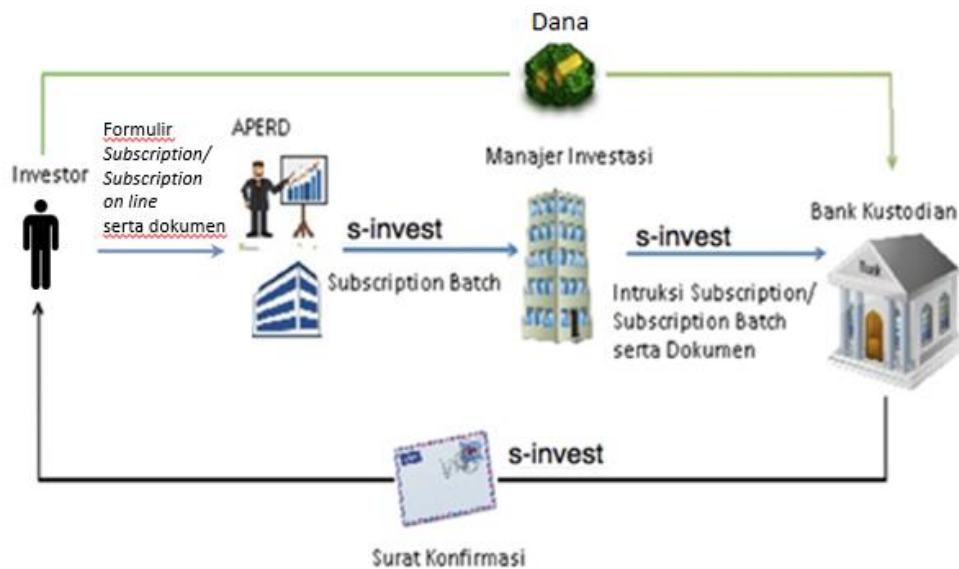 Dana
Formulir
Subscription/
Subscription
on line
serta dokumen
APERD
Investor
Manajer Investasi
Bank Kustodian
s-invest
Subscription Batch
s-invest
Intruksi Subscription/
Subscription Batch
serta Dokumen
Bank
s-invest
Surat Konfirmasi